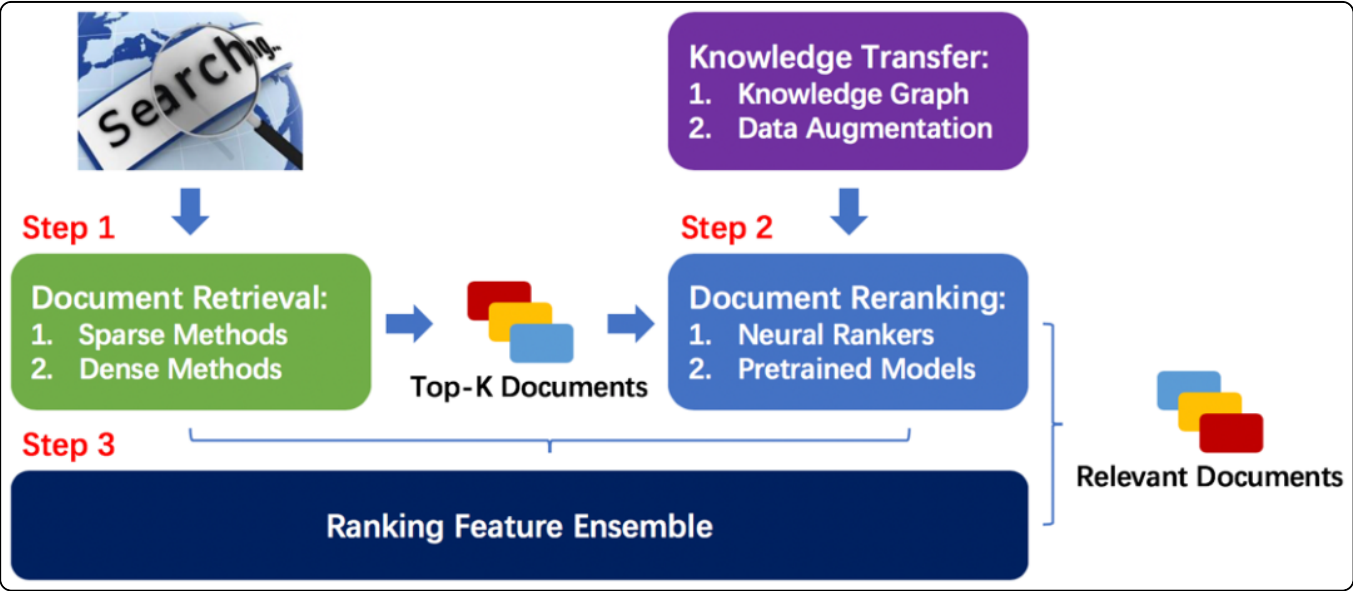 Searching...
Knowledge Transfer:
1. Knowledge Graph
2. Data Augmentation
Step 1
Step 2
Document Retrieval:
1. Sparse Methods
2. Dense Methods
Top-K Documents
Document Reranking:
1. Neural Rankers
2. Pretrained Models
Step 3
Ranking Feature Ensemble
Relevant Documents